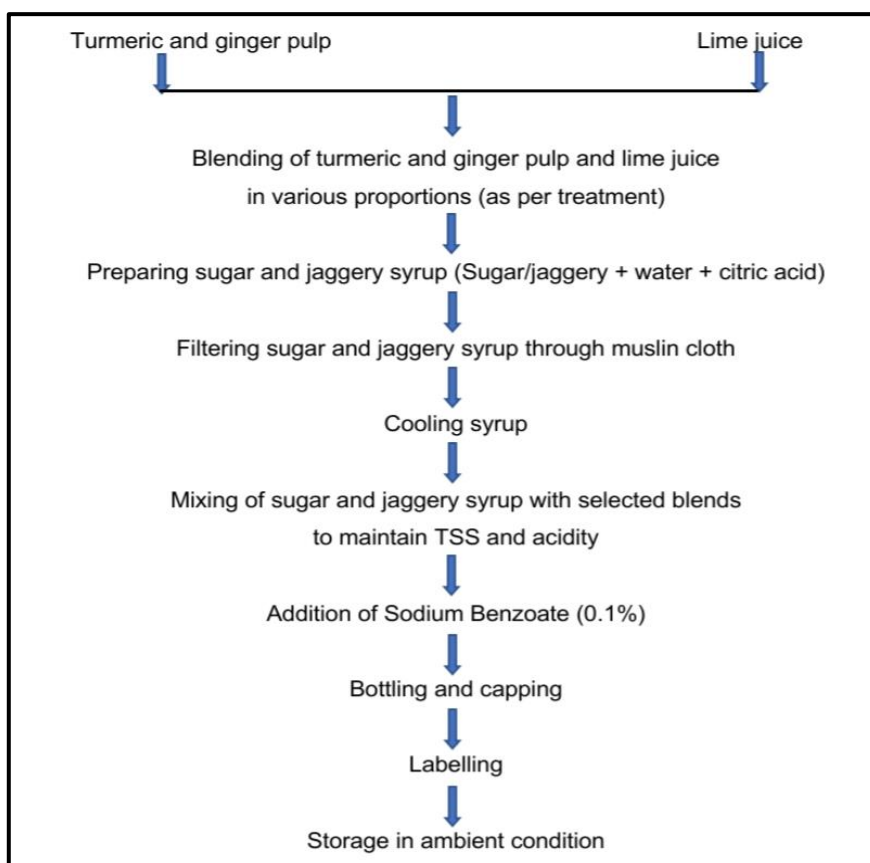 Turmeric and ginger pulp
Lime juice
Blending of turmeric and ginger pulp and lime juice
in various proportions (as per treatment)
Preparing sugar and jaggery syrup (Sugar/jaggery + water + citric acid)
Filtering sugar and jaggery syrup through muslin cloth
Cooling syrup
Mixing of sugar and jaggery syrup with selected blends
to maintain TSS and acidity
Addition of Sodium Benzoate (0.1%)
Bottling and capping
Labelling
Storage in ambient condition